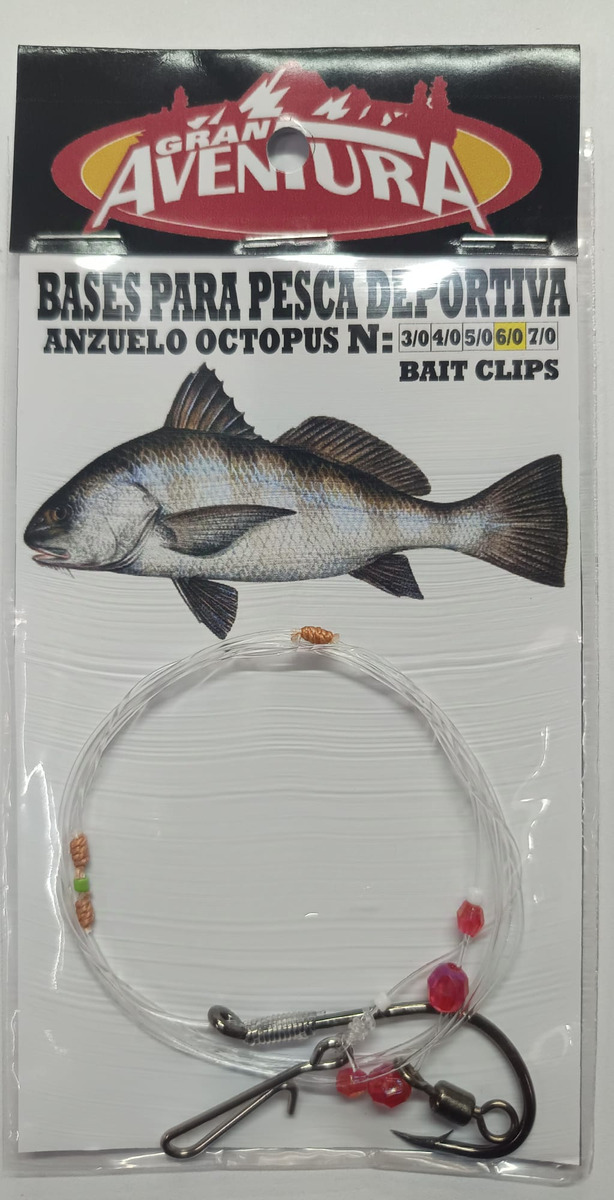 GRAN
AVENTURA
BASES PARA PESCA DEPORTIVA
ANZUELO OCTOPUS N: 3/0 4/0 5/0 6/0 7/0
BAIT CLIPS